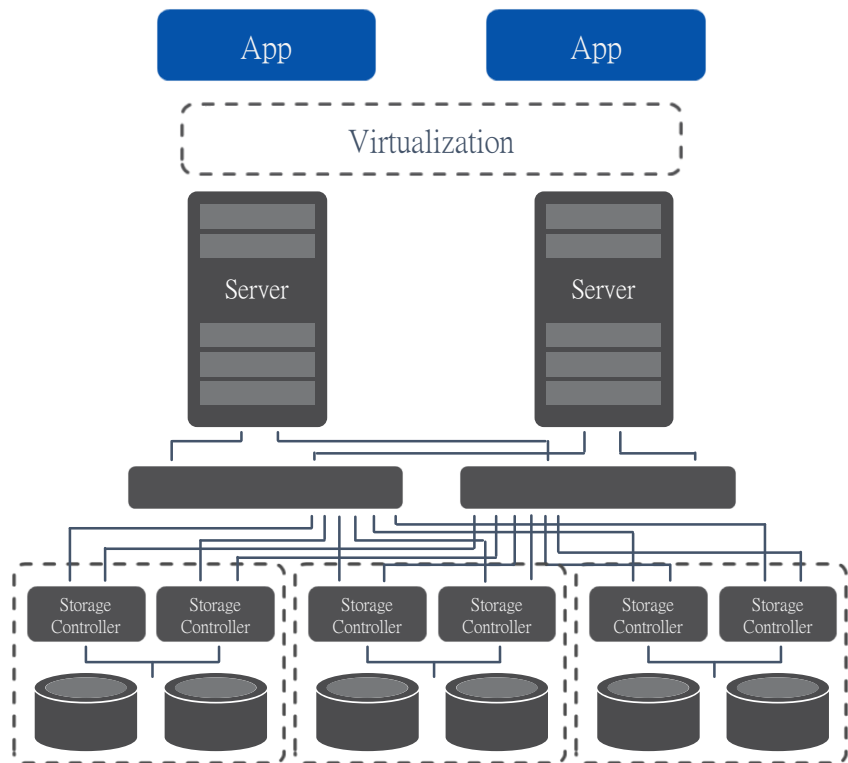 App
App
Virtualization
Server
Server
Storage
Controller
Storage
Controller
Storage
Controller
Storage
Controller
Storage
Controller
Storage
Controller